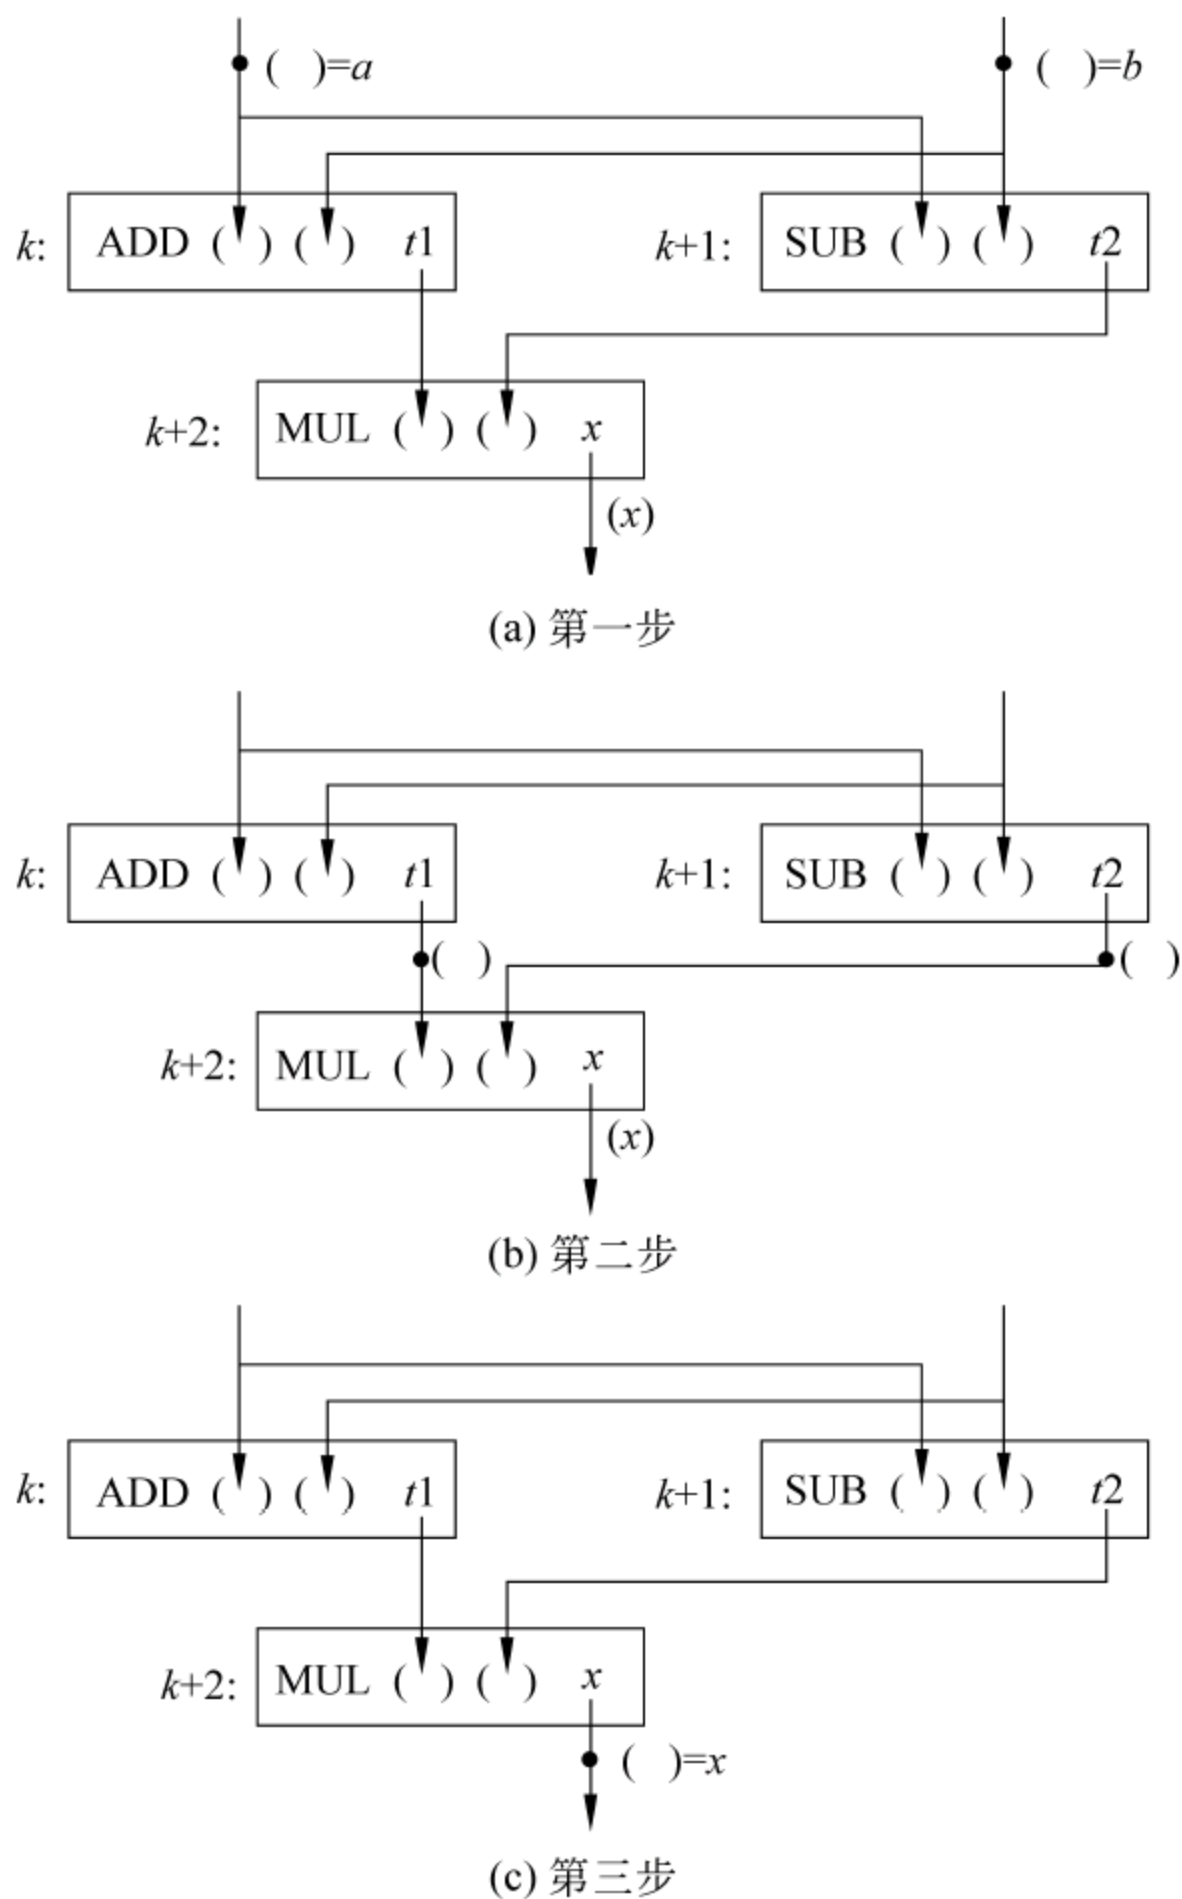 ( )=a ( )=b
k: ADD ( ) ( ) t1 k+1: SUB ( ) ( ) t2
k+2: MUL ( ) ( ) x
(x)
(a) 第一步
k: ADD ( ) ( ) t1 k+1: SUB ( ) ( ) t2
( ) ( )
k+2: MUL ( ) ( ) x
(x)
(b) 第二步
k: ADD ( ) ( ) t1 k+1: SUB ( ) ( ) t2
k+2: MUL ( ) ( ) x
( )=x
(c) 第三步